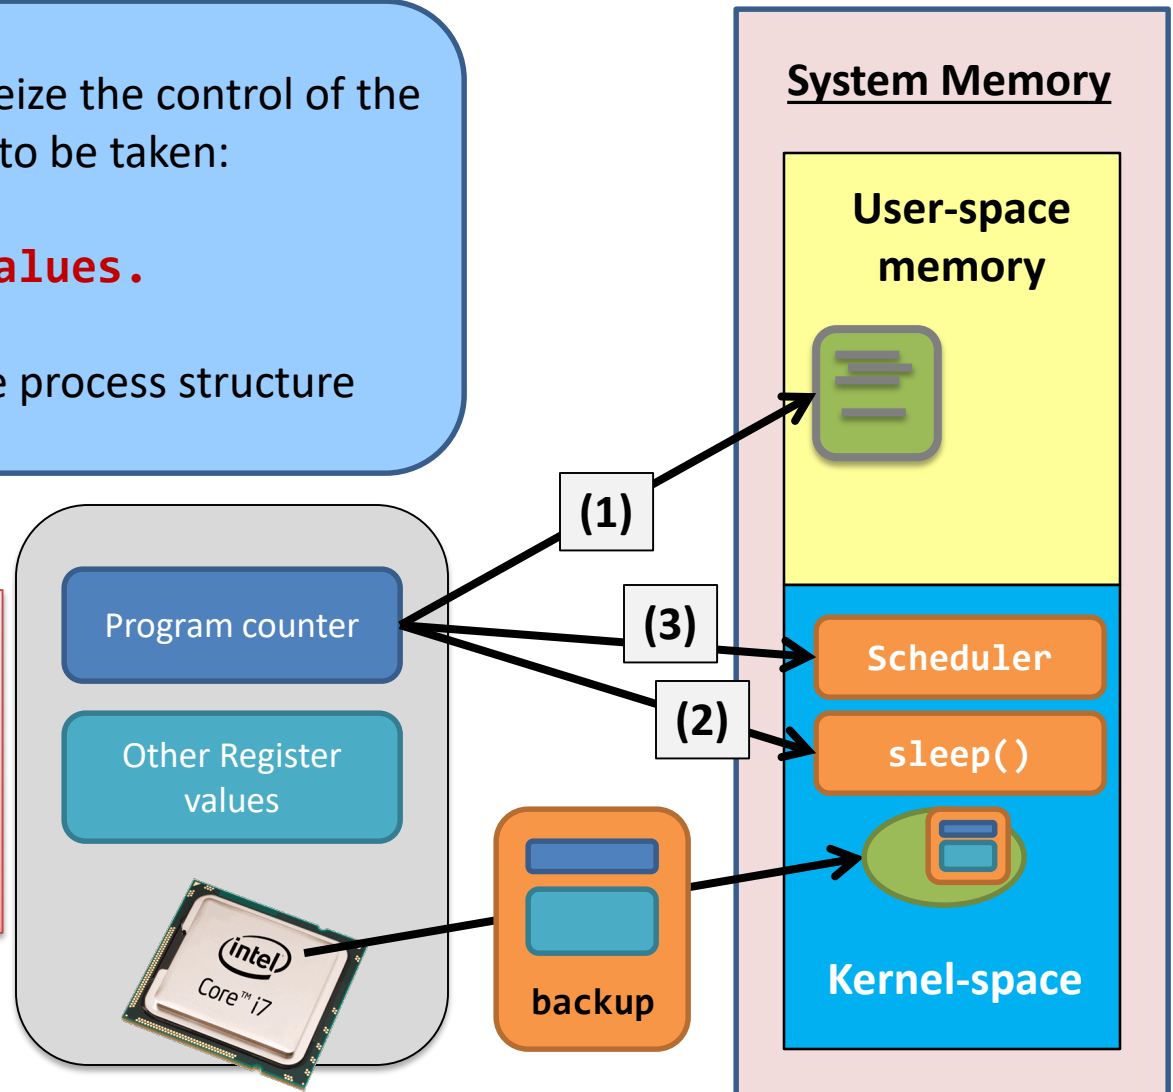 eize the control of the
to be taken:
alues.
e process structure
System Memory
User-space
memory
(1)
Program counter
(3)
Scheduler
(2)
Other Register
values
sleep()
intel
Core™ i7
backup
Kernel-space